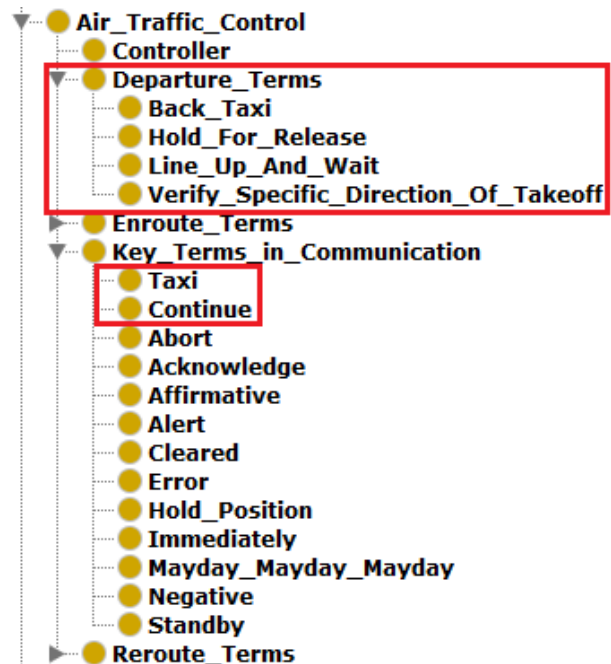 Air_Traffic_Control
Controller
Departure_Terms
Back_Taxi
Hold_For_Release
Line_Up_And_Wait
Verify_Specific_Direction_Of_Takeoff
Enroute_Terms
Key_Terms_in_Communication
Taxi
Continue
Abort
Acknowledge
Affirmative
Alert
Cleared
Error
Hold_Position
Immediately
Mayday_Mayday_Mayday
Negative
Standby
Reroute_Terms